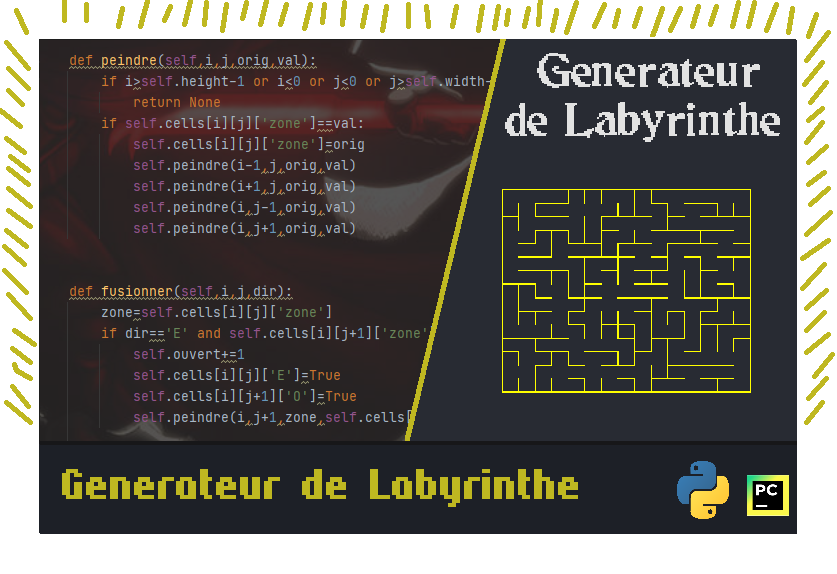 def peindre(self,i,j,orig,val):
if i>self.height-1 or i<0 or j<0 or j>self.width-
return None
if self.cells[i][j]['zone']==val:
self.cells[i][j]['zone']=orig
self.peindre(i-1,j,orig,val)
self.peindre(i+1,j,orig,val)
self.peindre(i,j-1,orig,val)
self.peindre(i,j+1,orig,val)
def fusionner(self,i,j,dir):
zone=self.cells[i][j]['zone']
if dir=='E' and self.cells[i][j+1]['zone'
self.ouvert+=1
self.cells[i][j]['E']=True
self.cells[i][j+1]['O']=True
self.peindre(i,j+1,zone,self.cells[
Generateur
de Labyrinthe
Generateur de Labyrinthe
PC